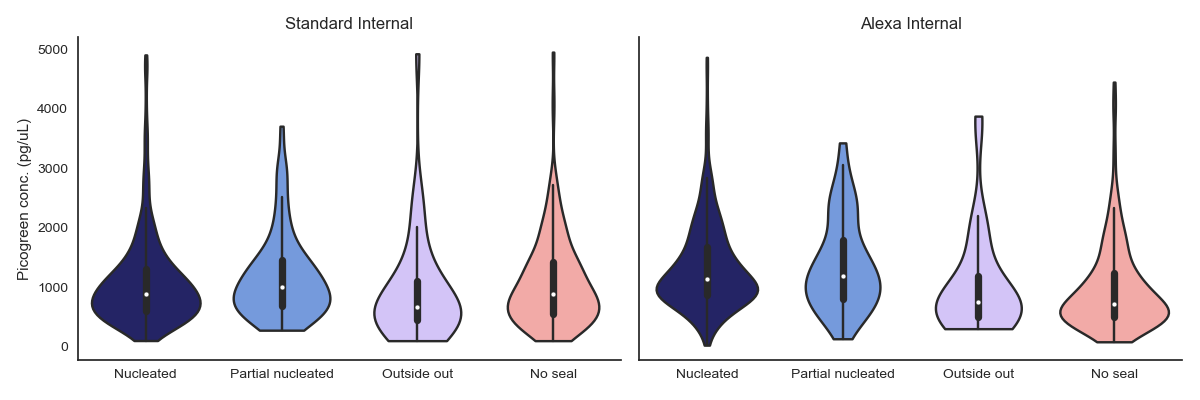 Standard Internal
Alexa Internal
Picogreen conc. (pg/uL)
5000
4000
3000
2000
1000
0
Nucleated
Partial nucleated
Outside out
No seal
Nucleated
Partial nucleated
Outside out
No seal